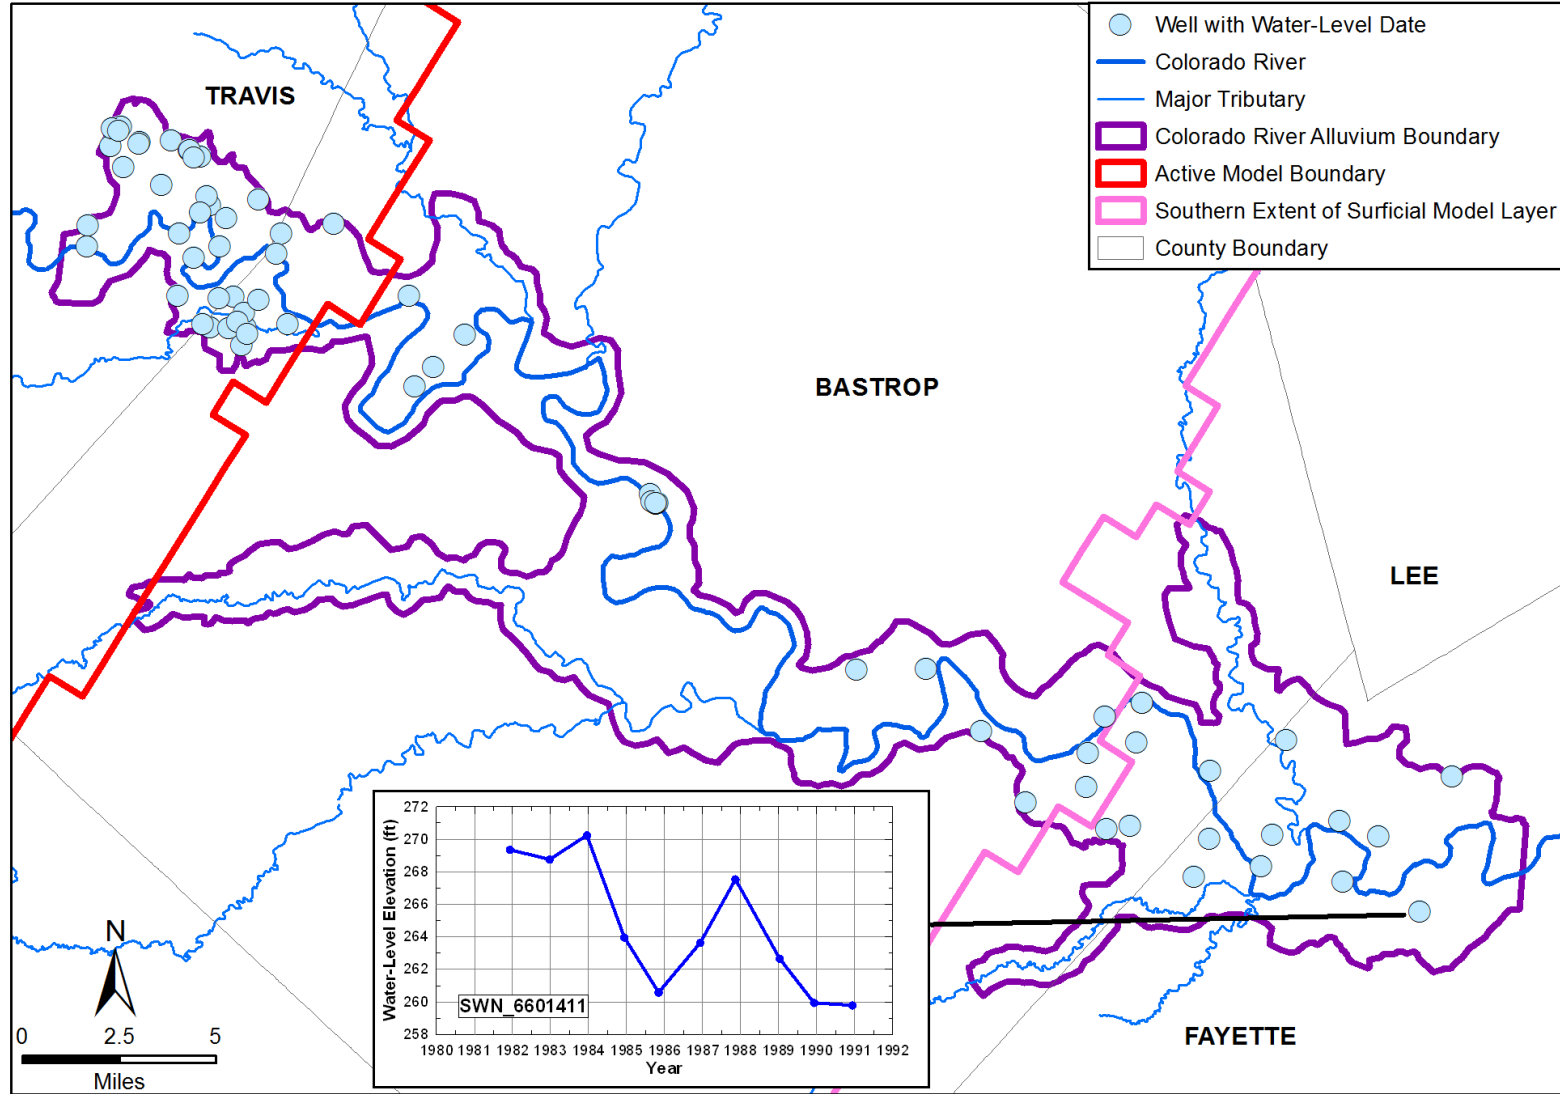 Well with Water-Level Date
Colorado River
Major Tributary
Colorado River Alluvium Boundary
Active Model Boundary
Southern Extent of Surficial Model Layer
County Boundary
TRAVIS
BASTROP
LEE
FAYETTE
N
0 2.5 5
Miles
Water-Level Elevation (ft)
272
270
268
266
264
262
260
258
SWN_6601411
1980 1981 1982 1983 1984 1985 1986 1987 1988 1989 1990 1991 1992
Year